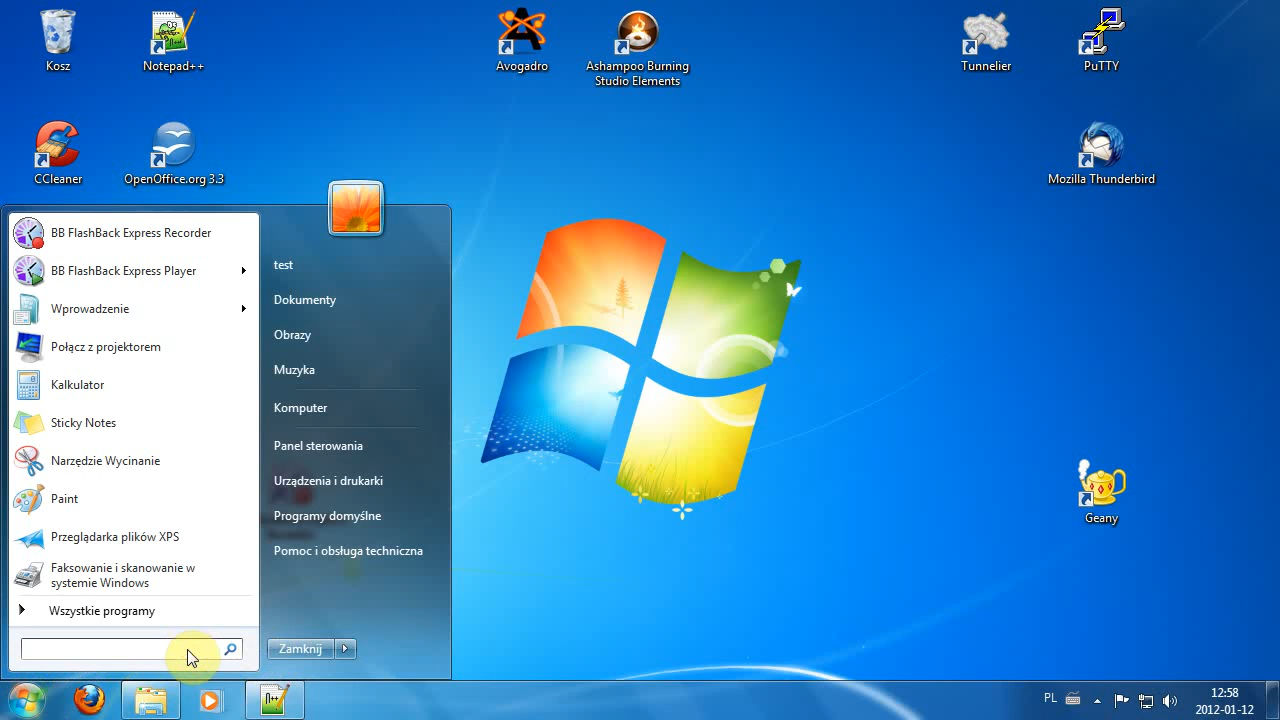 Kosz
Notepad++
Avogadro
Ashampoo Burning
Studio Elements
Tunnelier
PuTTY
CCleaner
OpenOffice.org 3.3
Mozilla Thunderbird
Geany
BB FlashBack Express Recorder
BB FlashBack Express Player
Wprowadzenie
Połącz z projektorem
Kalkulator
Sticky Notes
Narzędzie Wycinanie
Paint
Przeglądarka plików XPS
Faksowanie i skanowanie w
systemie Windows
Wszystkie programy
test
Dokumenty
Obrazy
Muzyka
Komputer
Panel sterowania
Urządzenia i drukarki
Programy domyślne
Pomoc i obsługa techniczna
Zamknij
PL
12:58
2012-01-12